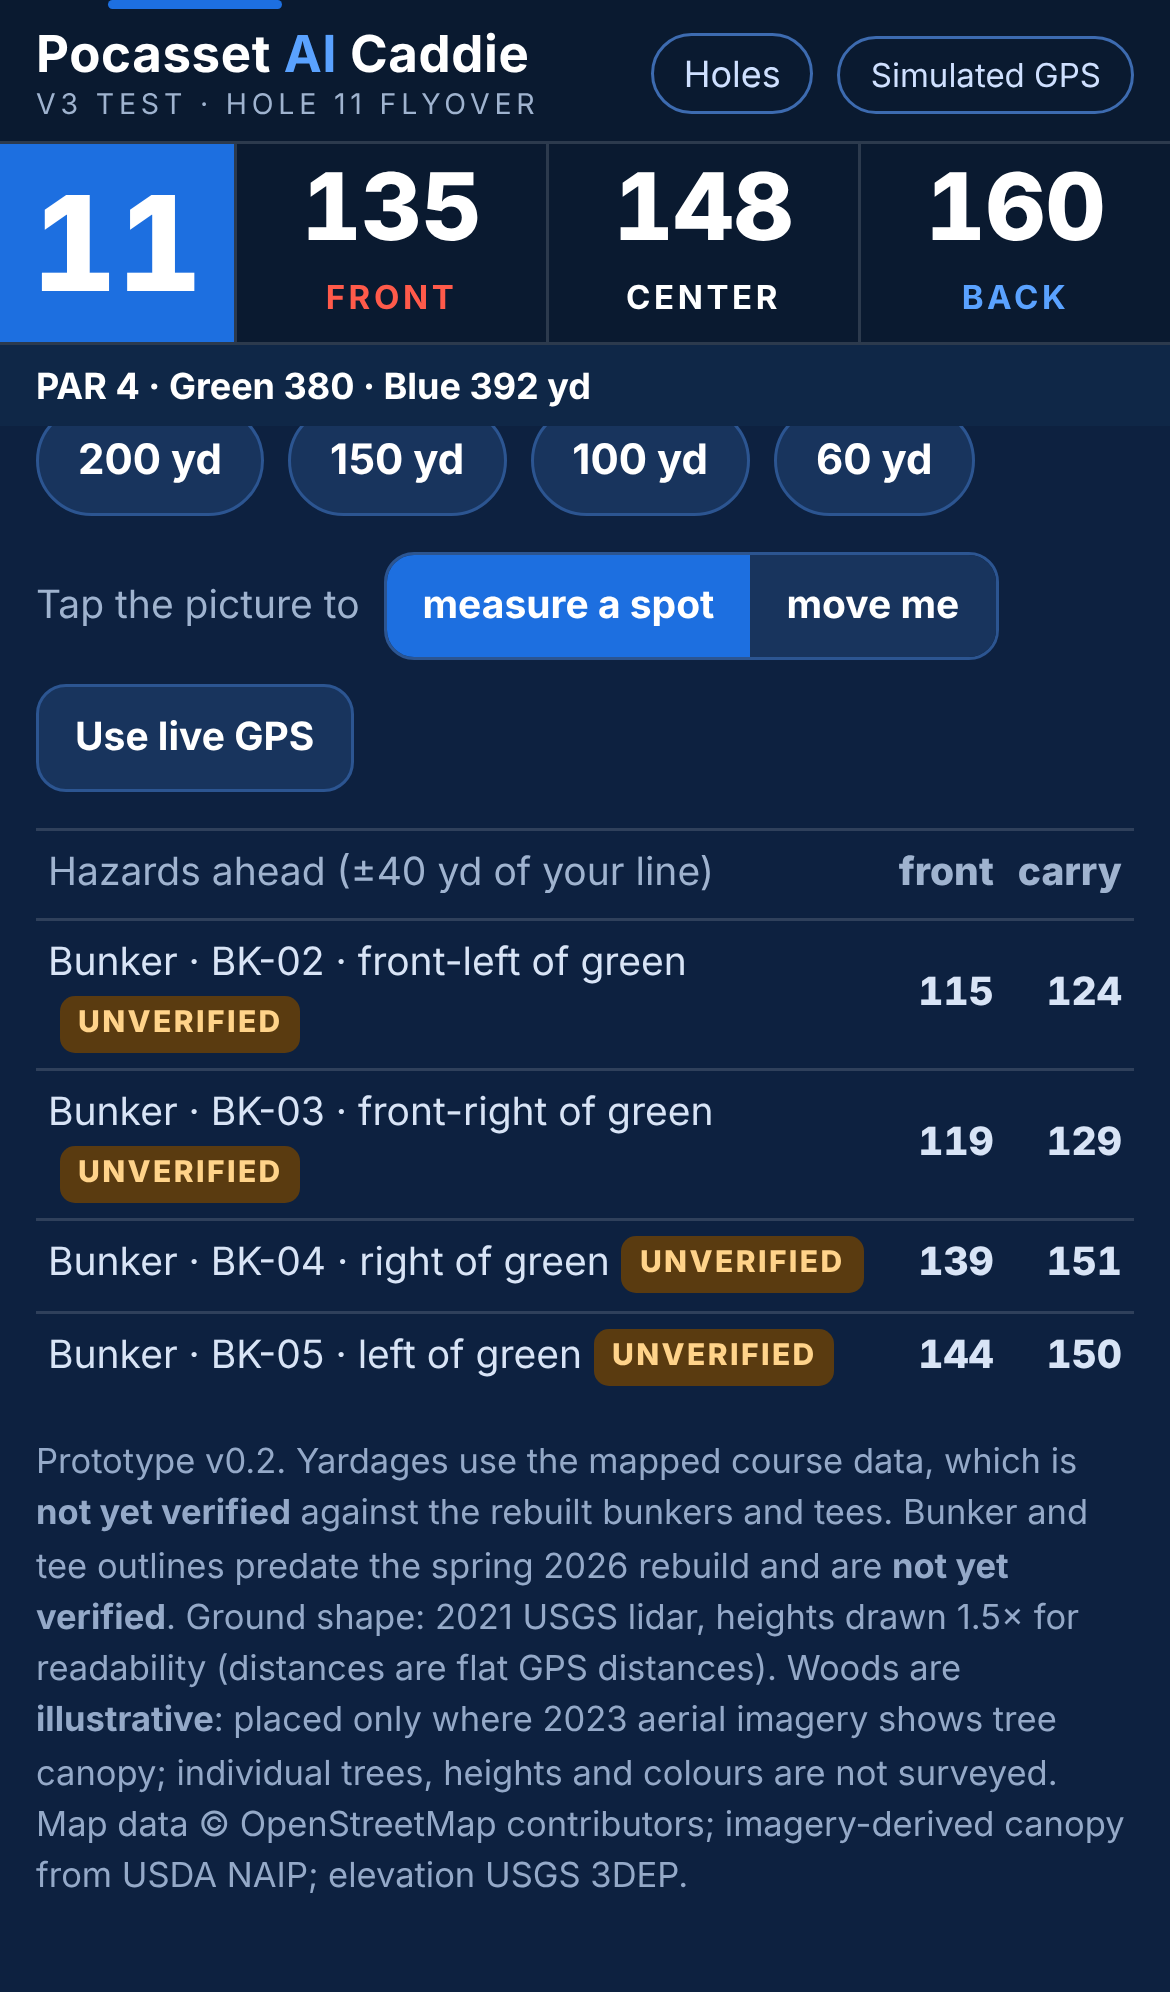 Pocasset AI Caddie
V3 TEST · HOLE 11 FLYOVER
Holes
Simulated GPS
11
135
FRONT
148
CENTER
160
BACK
PAR 4 · Green 380 · Blue 392 yd
200 yd
150 yd
100 yd
60 yd
Tap the picture to
measure a spot
move me
Use live GPS
Hazards ahead (±40 yd of your line) front carry
Bunker · BK-02 · front-left of green
UNVERIFIED
115 124
Bunker · BK-03 · front-right of green
UNVERIFIED
119 129
Bunker · BK-04 · right of green UNVERIFIED 139 151
Bunker · BK-05 · left of green UNVERIFIED 144 150
Prototype v0.2. Yardages use the mapped course data, which is
not yet verified against the rebuilt bunkers and tees. Bunker and
tee outlines predate the spring 2026 rebuild and are not yet
verified. Ground shape: 2021 USGS lidar, heights drawn 1.5× for
readability (distances are flat GPS distances). Woods are
illustrative: placed only where 2023 aerial imagery shows tree
canopy; individual trees, heights and colours are not surveyed.
Map data © OpenStreetMap contributors; imagery-derived canopy
from USDA NAIP; elevation USGS 3DEP.